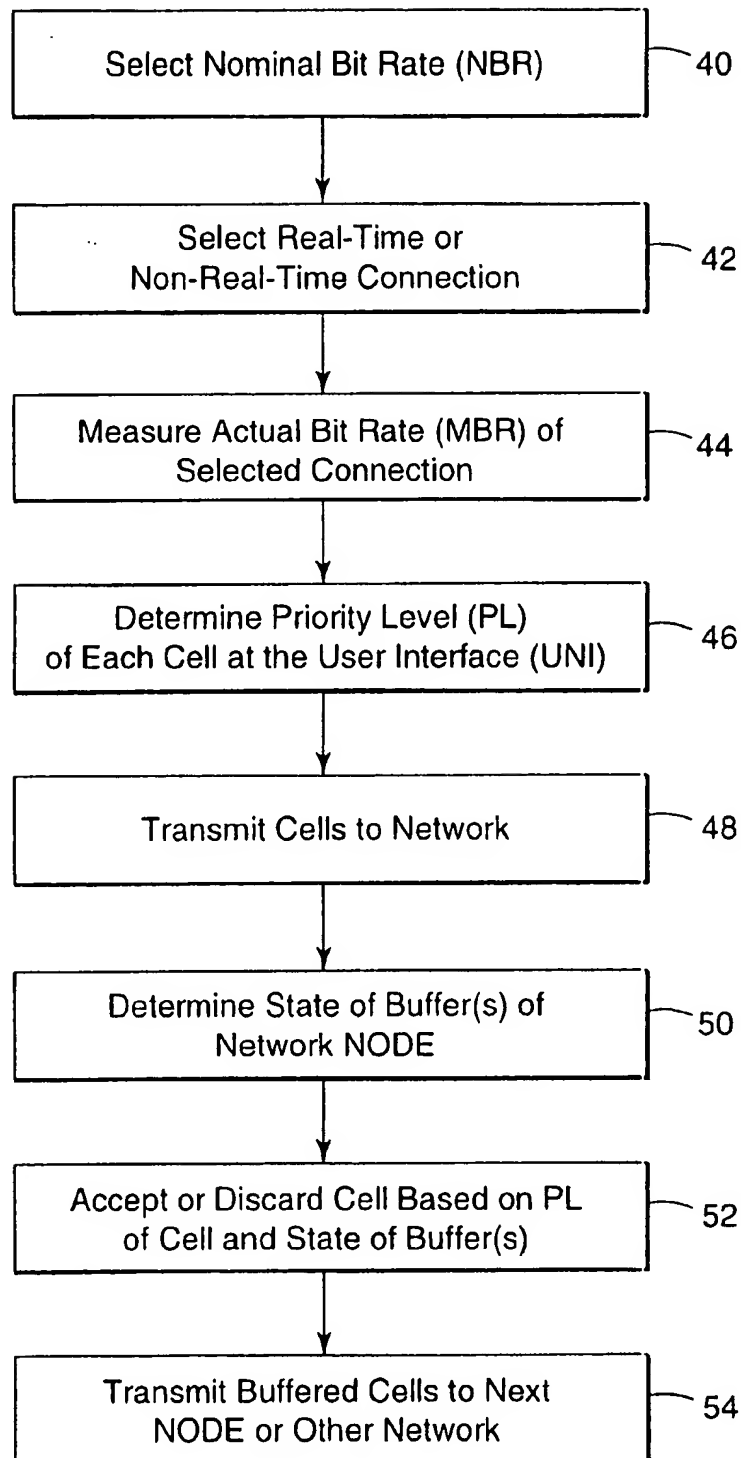 Select Nominal Bit Rate (NBR)
40
Select Real-Time or
Non-Real-Time Connection
42
Measure Actual Bit Rate (MBR) of
Selected Connection
44
Determine Priority Level (PL)
of Each Cell at the User Interface (UNI)
46
Transmit Cells to Network
48
Determine State of Buffer(s) of
Network NODE
50
Accept or Discard Cell Based on PL
of Cell and State of Buffer(s)
52
Transmit Buffered Cells to Next
NODE or Other Network
54